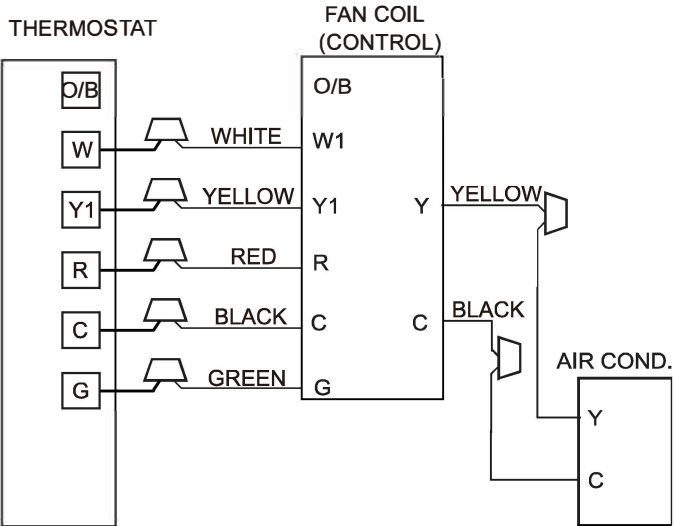 THERMOSTAT
FAN COIL
(CONTROL)
O/B
O/B
W
WHITE
W1
Y1
YELLOW
Y1
Y
YELLOW
R
RED
R
C
BLACK
C
C
BLACK
G
GREEN
G
AIR COND.
Y
C